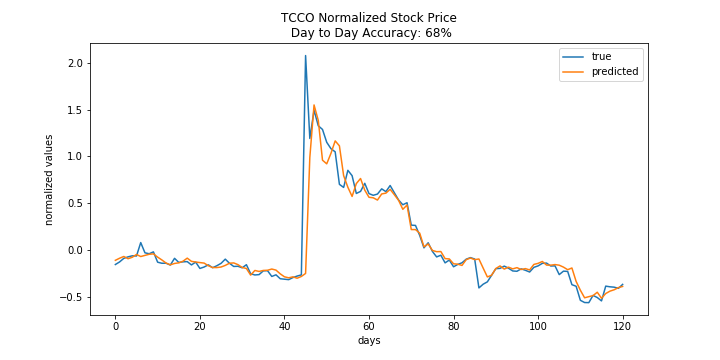 TCCO Normalized Stock Price
Day to Day Accuracy: 68%
true
predicted
normalized values
2.0
1.5
1.0
0.5
0.0
−0.5
0
20
40
60
80
100
120
days